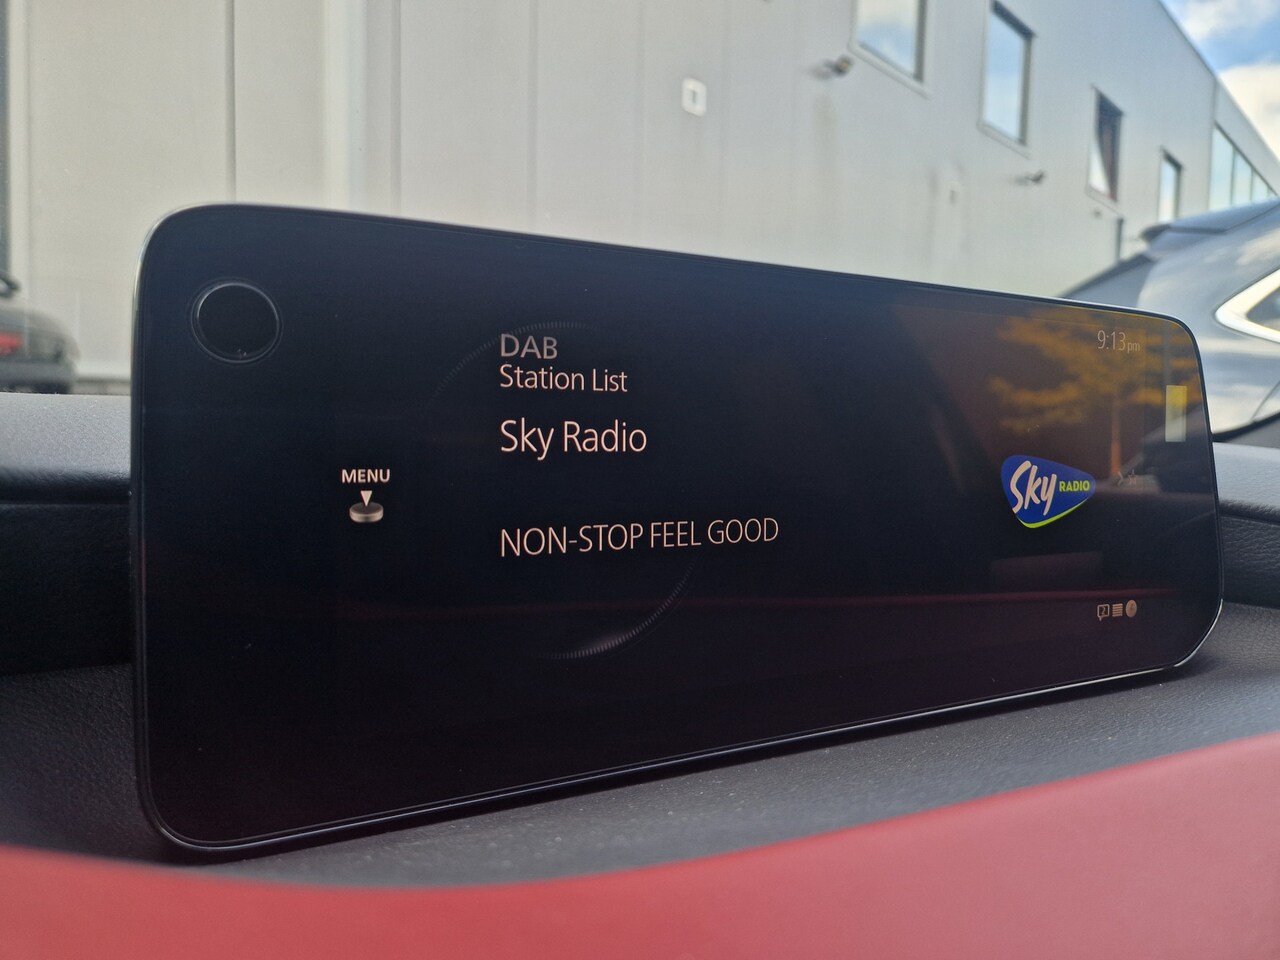 DAB
9:13pm
Station List
Sky Radio
MENU
Sky RADIO
NON-STOP FEEL GOOD